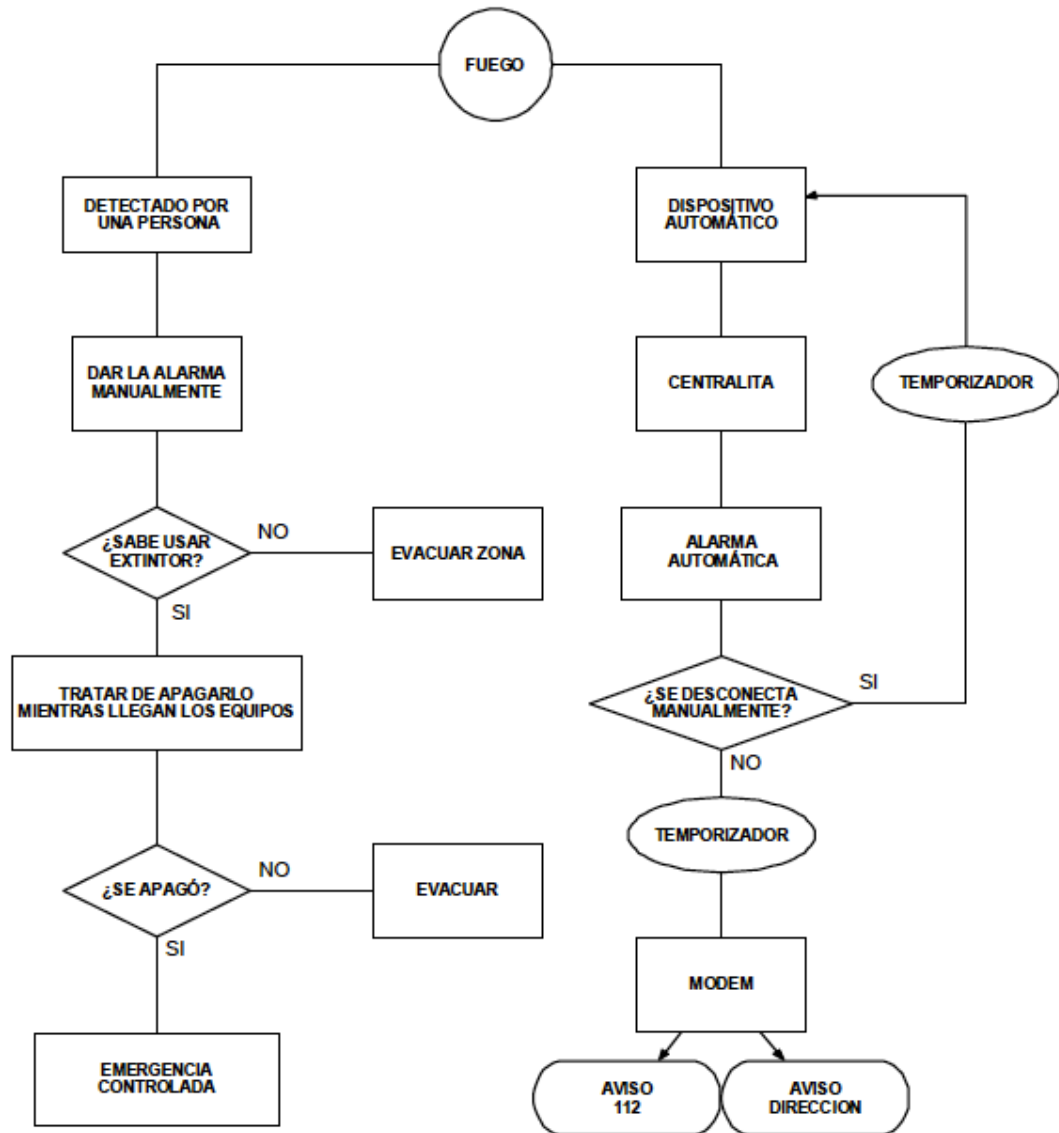 FUEGO
DETECTADO POR
UNA PERSONA
DISPOSITIVO
AUTOMÁTICO
DAR LA ALARMA
MANUALMENTE
CENTRALITA
TEMPORIZADOR
¿SABE USAR
EXTINTOR?
NO
EVACUAR ZONA
ALARMA
AUTOMÁTICA
SI
TRATAR DE APAGARLO
MIENTRAS LLEGAN LOS EQUIPOS
¿SE DESCONECTA
MANUALMENTE?
SI
NO
TEMPORIZADOR
¿SE APAGÓ?
NO
EVACUAR
SI
MODEM
EMERGENCIA
CONTROLADA
AVISO
112
AVISO
DIRECCION